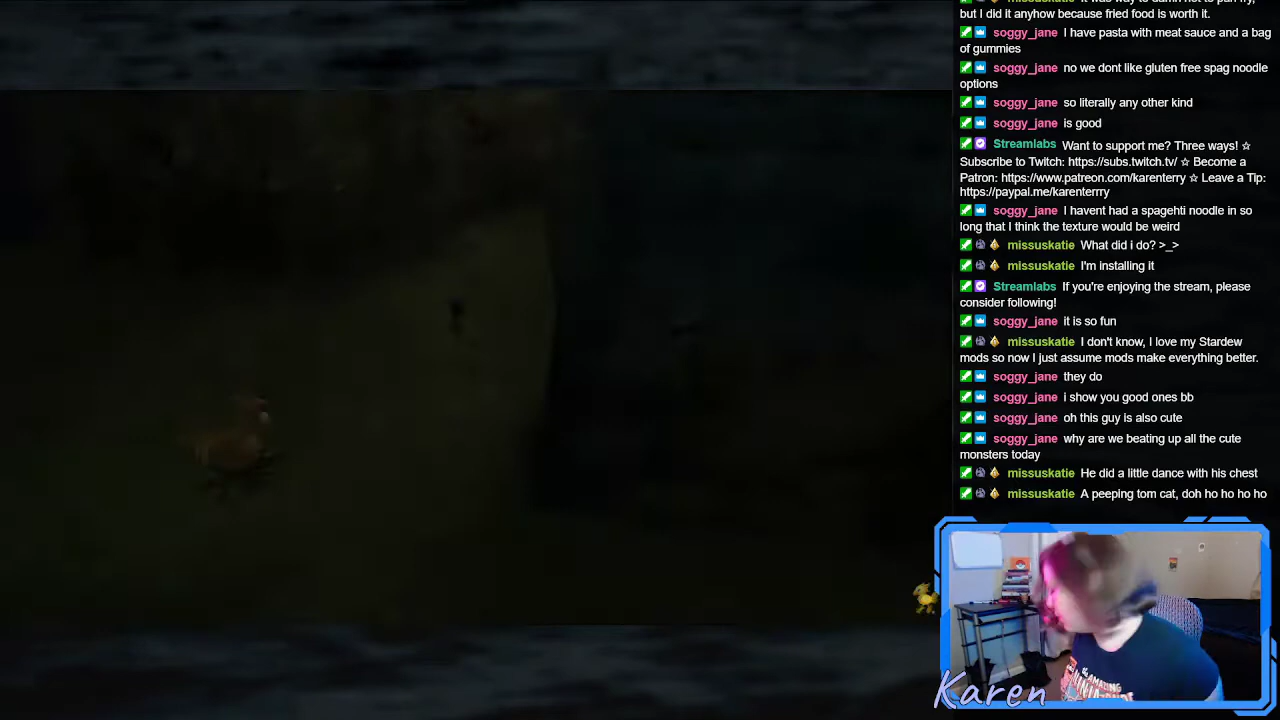 but I did it anyhow because fried food is worth it.
soggy_jane I have pasta with meat sauce and a bag
of gummies
soggy_jane no we dont like gluten free spag noodle
options
soggy_jane so literally any other kind
soggy_jane is good
Streamlabs Want to support me? Three ways! ☆
Subscribe to Twitch: https://subs.twitch.tv/ ☆ Become a
Patron: https://www.patreon.com/karenterry ☆ Leave a Tip:
https://paypal.me/karenterrry
soggy_jane I havent had a spagehti noodle in so
long that I think the texture would be weird
missuskatie What did i do? >_>
missuskatie I'm installing it
Streamlabs If you're enjoying the stream, please
consider following!
soggy_jane it is so fun
missuskatie I don't know, I love my Stardew
mods so now I just assume mods make everything better.
soggy_jane they do
soggy_jane i show you good ones bb
soggy_jane oh this guy is also cute
soggy_jane why are we beating up all the cute
monsters today
missuskatie He did a little dance with his chest
missuskatie A peeping tom cat, doh ho ho ho ho
AMAZING
Karen